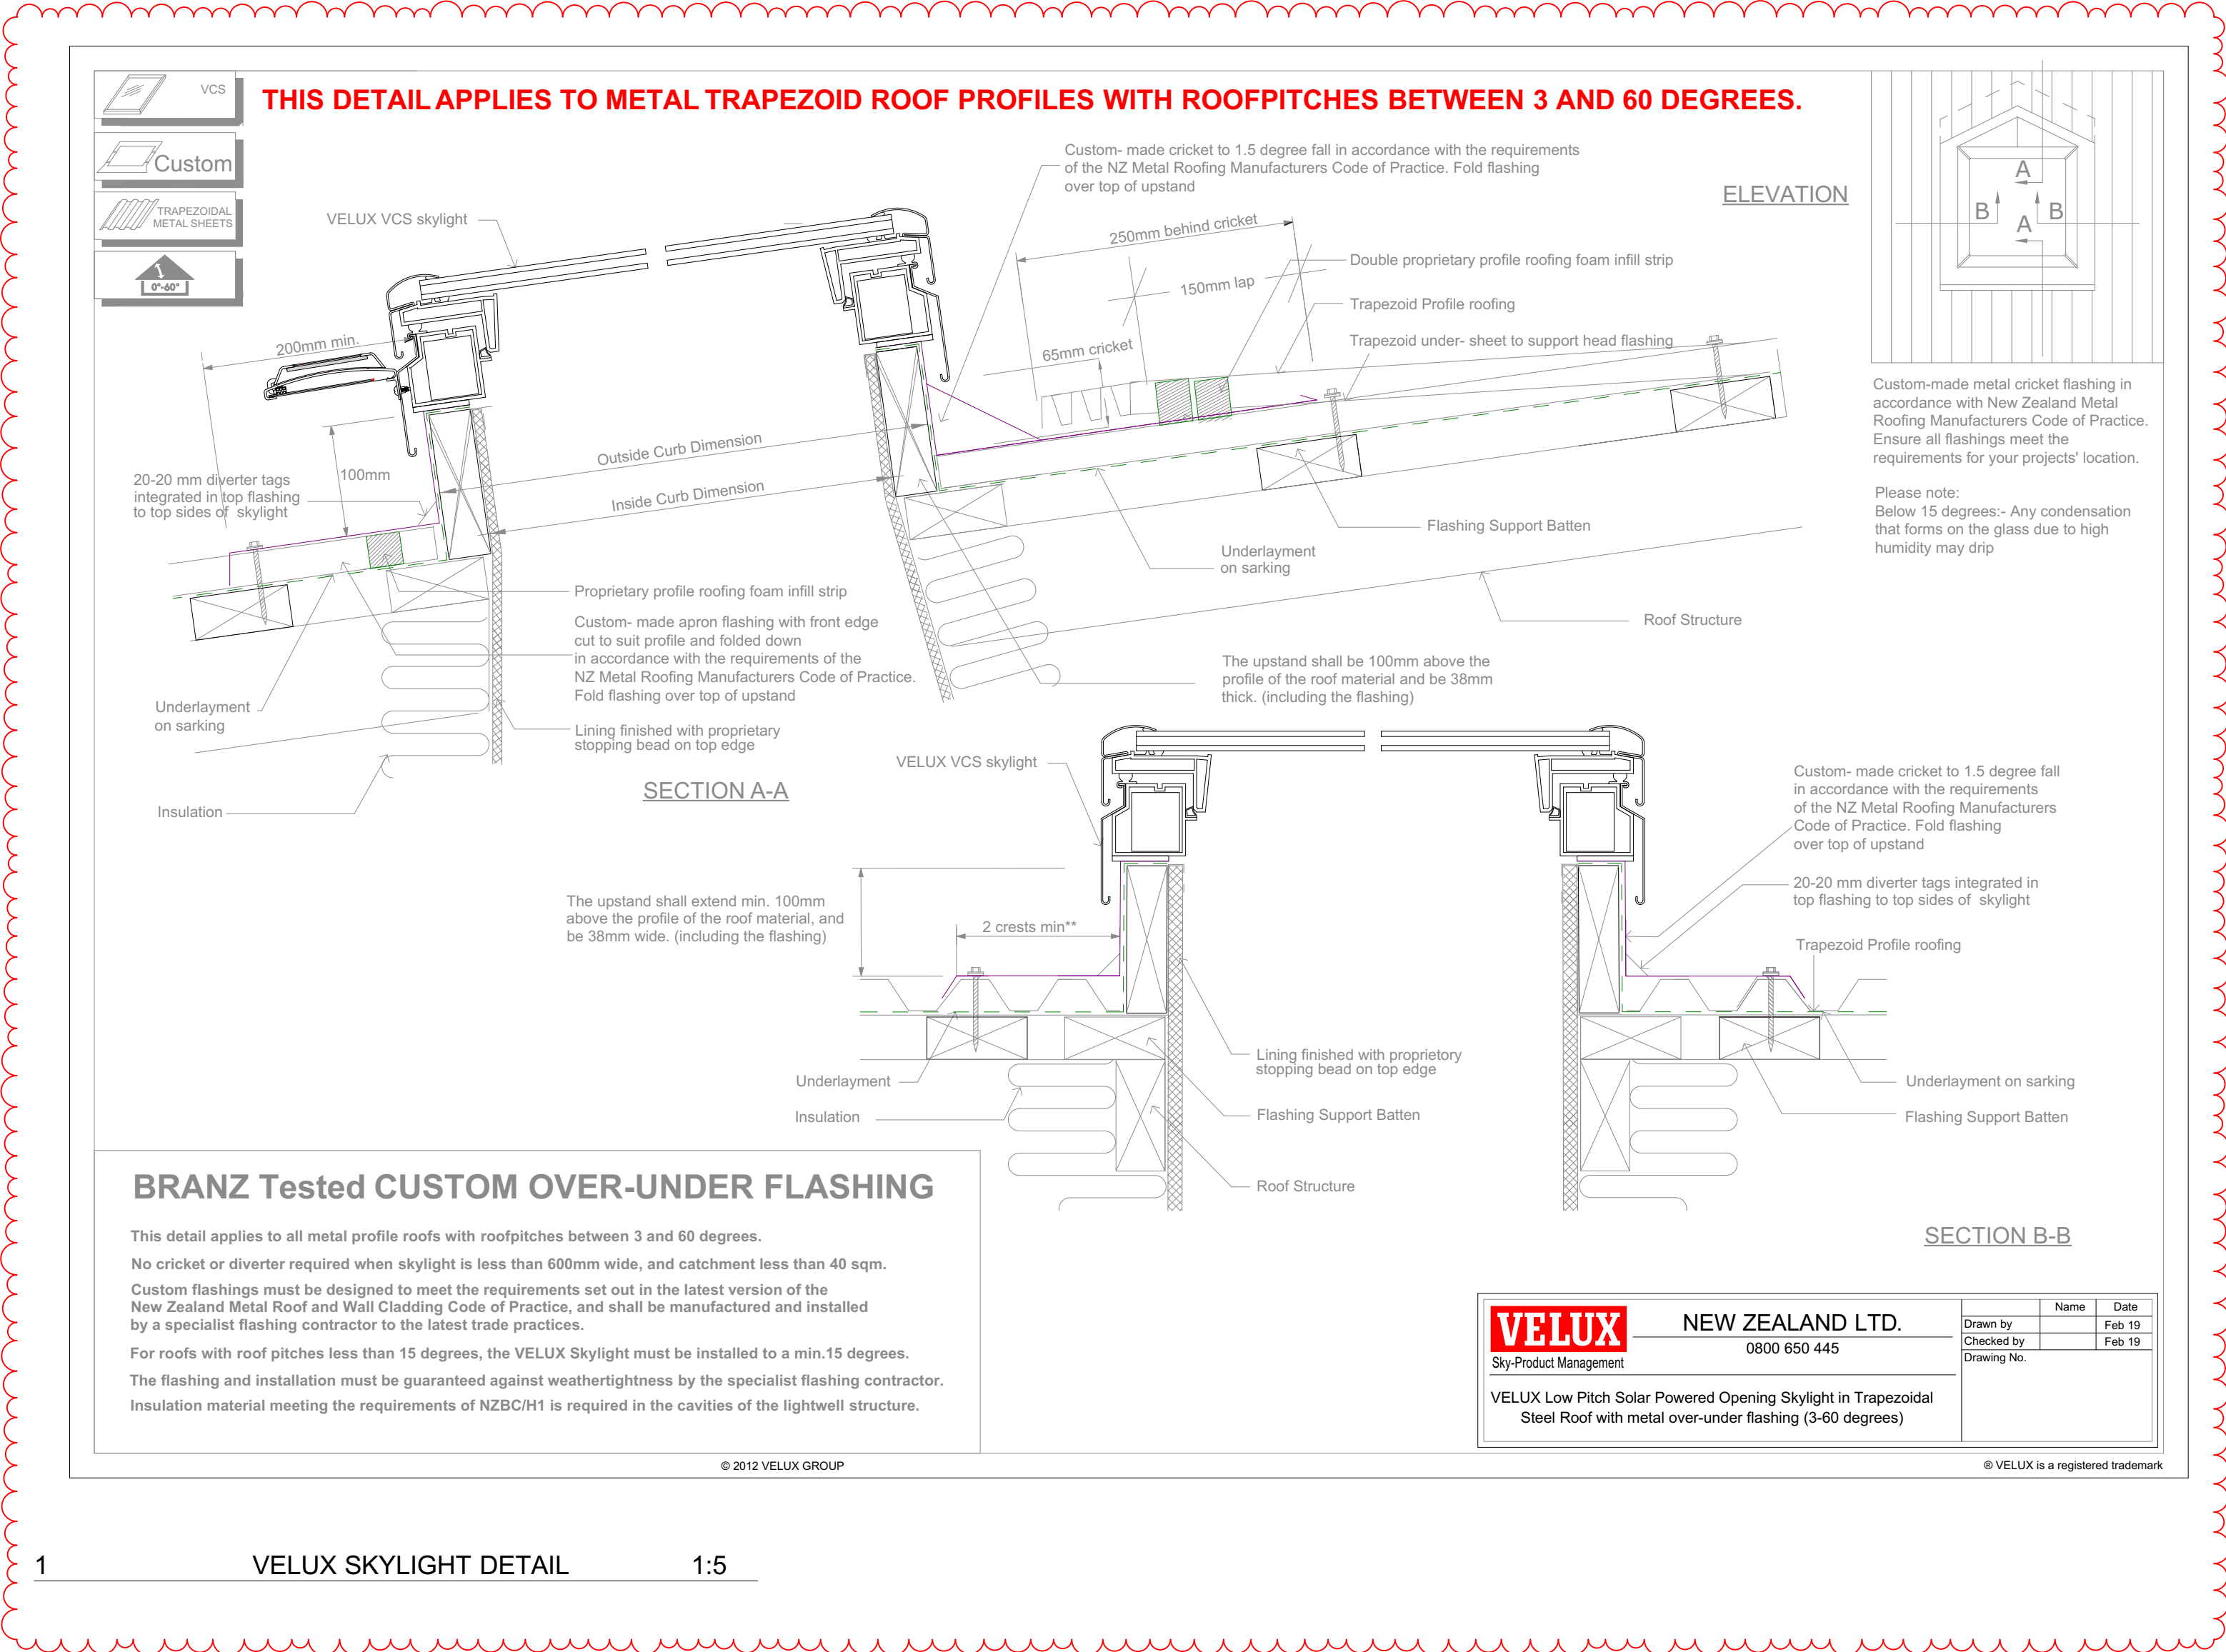 VCS
Custom
TRAPEZOIDAL
METAL SHEETS
0°-60°
THIS DETAIL APPLIES TO METAL TRAPEZOID ROOF PROFILES WITH ROOFPITCHES BETWEEN 3 AND 60 DEGREES.
Custom- made cricket to 1.5 degree fall in accordance with the requirements
of the NZ Metal Roofing Manufacturers Code of Practice. Fold flashing
over top of upstand
ELEVATION
A
B
B
A
VELUX VCS skylight
250mm behind cricket
150mm lap
65mm cricket
Double proprietary profile roofing foam infill strip
Trapezoid Profile roofing
Trapezoid under- sheet to support head flashing
200mm min.
100mm
Outside Curb Dimension
Inside Curb Dimension
20-20 mm diverter tags
integrated in top flashing
to top sides of skylight
Custom-made metal cricket flashing in
accordance with New Zealand Metal
Roofing Manufacturers Code of Practice.
Ensure all flashings meet the
requirements for your projects' location.
Please note:
Below 15 degrees:- Any condensation
that forms on the glass due to high
humidity may drip
Flashing Support Batten
Underlayment
on sarking
Roof Structure
Proprietary profile roofing foam infill strip
Custom- made apron flashing with front edge
cut to suit profile and folded down
in accordance with the requirements of the
NZ Metal Roofing Manufacturers Code of Practice.
Fold flashing over top of upstand
The upstand shall be 100mm above the
profile of the roof material and be 38mm
thick. (including the flashing)
Underlayment
on sarking
Lining finished with proprietary
stopping bead on top edge
Insulation
SECTION A-A
VELUX VCS skylight
Custom- made cricket to 1.5 degree fall
in accordance with the requirements
of the NZ Metal Roofing Manufacturers
Code of Practice. Fold flashing
over top of upstand
20-20 mm diverter tags integrated in
top flashing to top sides of skylight
Trapezoid Profile roofing
The upstand shall extend min. 100mm
above the profile of the roof material, and
be 38mm wide. (including the flashing)
2 crests min**
Underlayment
Insulation
Lining finished with proprietory
stopping bead on top edge
Flashing Support Batten
Roof Structure
Underlayment on sarking
Flashing Support Batten
SECTION B-B
BRANZ Tested CUSTOM OVER-UNDER FLASHING
This detail applies to all metal profile roofs with roofpitches between 3 and 60 degrees.
No cricket or diverter required when skylight is less than 600mm wide, and catchment less than 40 sqm.
Custom flashings must be designed to meet the requirements set out in the latest version of the
New Zealand Metal Roof and Wall Cladding Code of Practice, and shall be manufactured and installed
by a specialist flashing contractor to the latest trade practices.
For roofs with roof pitches less than 15 degrees, the VELUX Skylight must be installed to a min.15 degrees.
The flashing and installation must be guaranteed against weathertightness by the specialist flashing contractor.
Insulation material meeting the requirements of NZBC/H1 is required in the cavities of the lightwell structure.
VELUX
Sky-Product Management
NEW ZEALAND LTD.
0800 650 445
Name Date
Drawn by Feb 19
Checked by Feb 19
Drawing No.
VELUX Low Pitch Solar Powered Opening Skylight in Trapezoidal
Steel Roof with metal over-under flashing (3-60 degrees)
© 2012 VELUX GROUP
® VELUX is a registered trademark
1 VELUX SKYLIGHT DETAIL 1:5